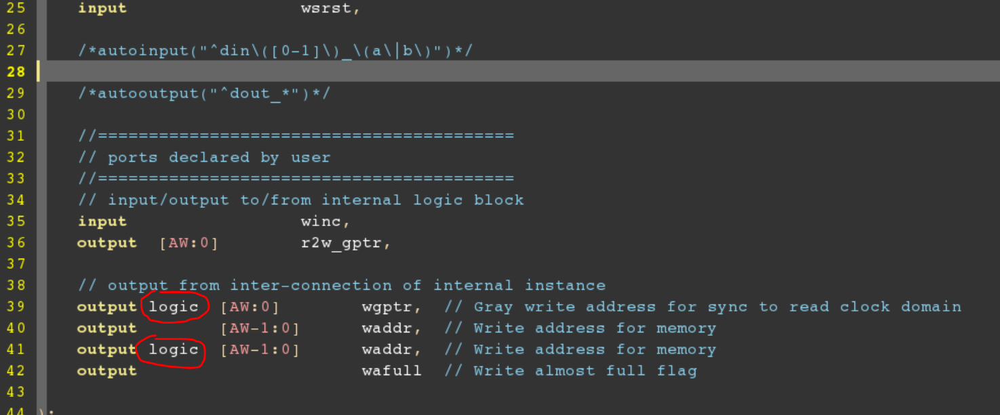 25 input wsrst,
26
27 /*autoinput("^din\([0-1]\)_\(a\|b\)")*/
28
29 /*autooutput("^dout_*")*/
30
31 //=========================================
32 // ports declared by user
33 //=========================================
34 // input/output to/from internal logic block
35 input winc,
36 output [AW:0] r2w_gptr,
37
38 // output from inter-connection of internal instance
39 output logic [AW:0] wgptr, // Gray write address for sync to read clock domain
40 output [AW-1:0] waddr, // Write address for memory
41 output logic [AW-1:0] waddr, // Write address for memory
42 output wafull // Write almost full flag
43
44 );